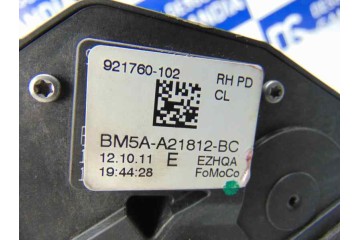 921760-102 RH PD
CL
BM5A-A21812-BC
12.10.11 E EZHQA
19:44:28 FoMoCo